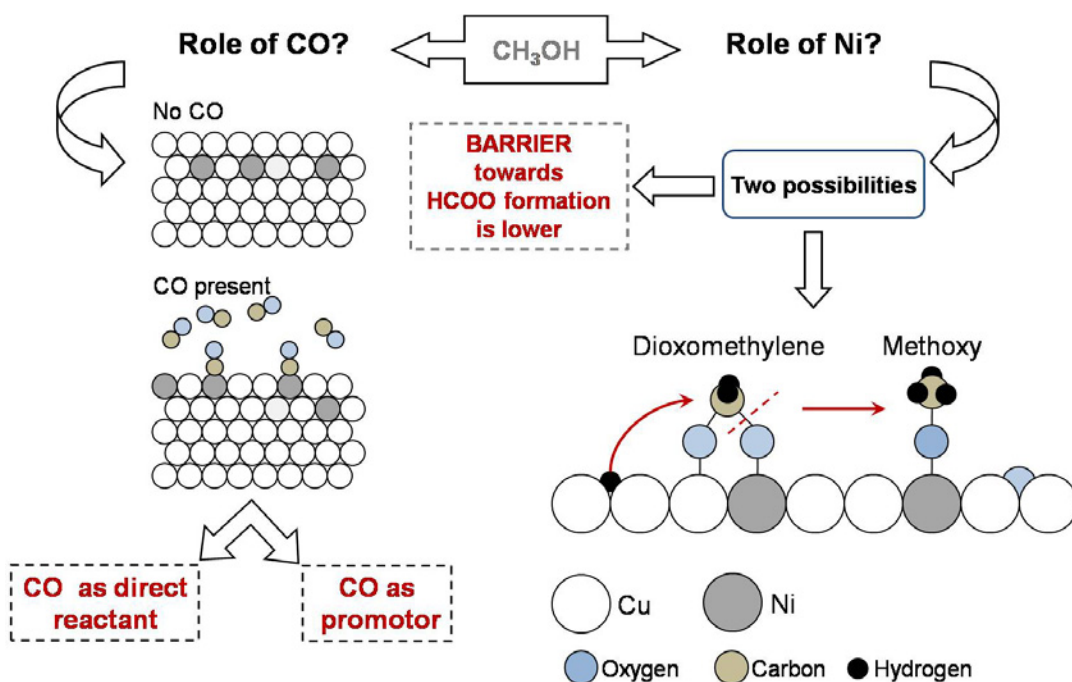 Role of CO?
CH₃OH
Role of Ni?
No CO
BARRIER
towards
HCOO formation
is lower
Two possibilities
CO present
Dioxomethylene
Methoxy
CO as direct
reactant
CO as
promotor
Cu
Ni
Oxygen
Carbon
Hydrogen